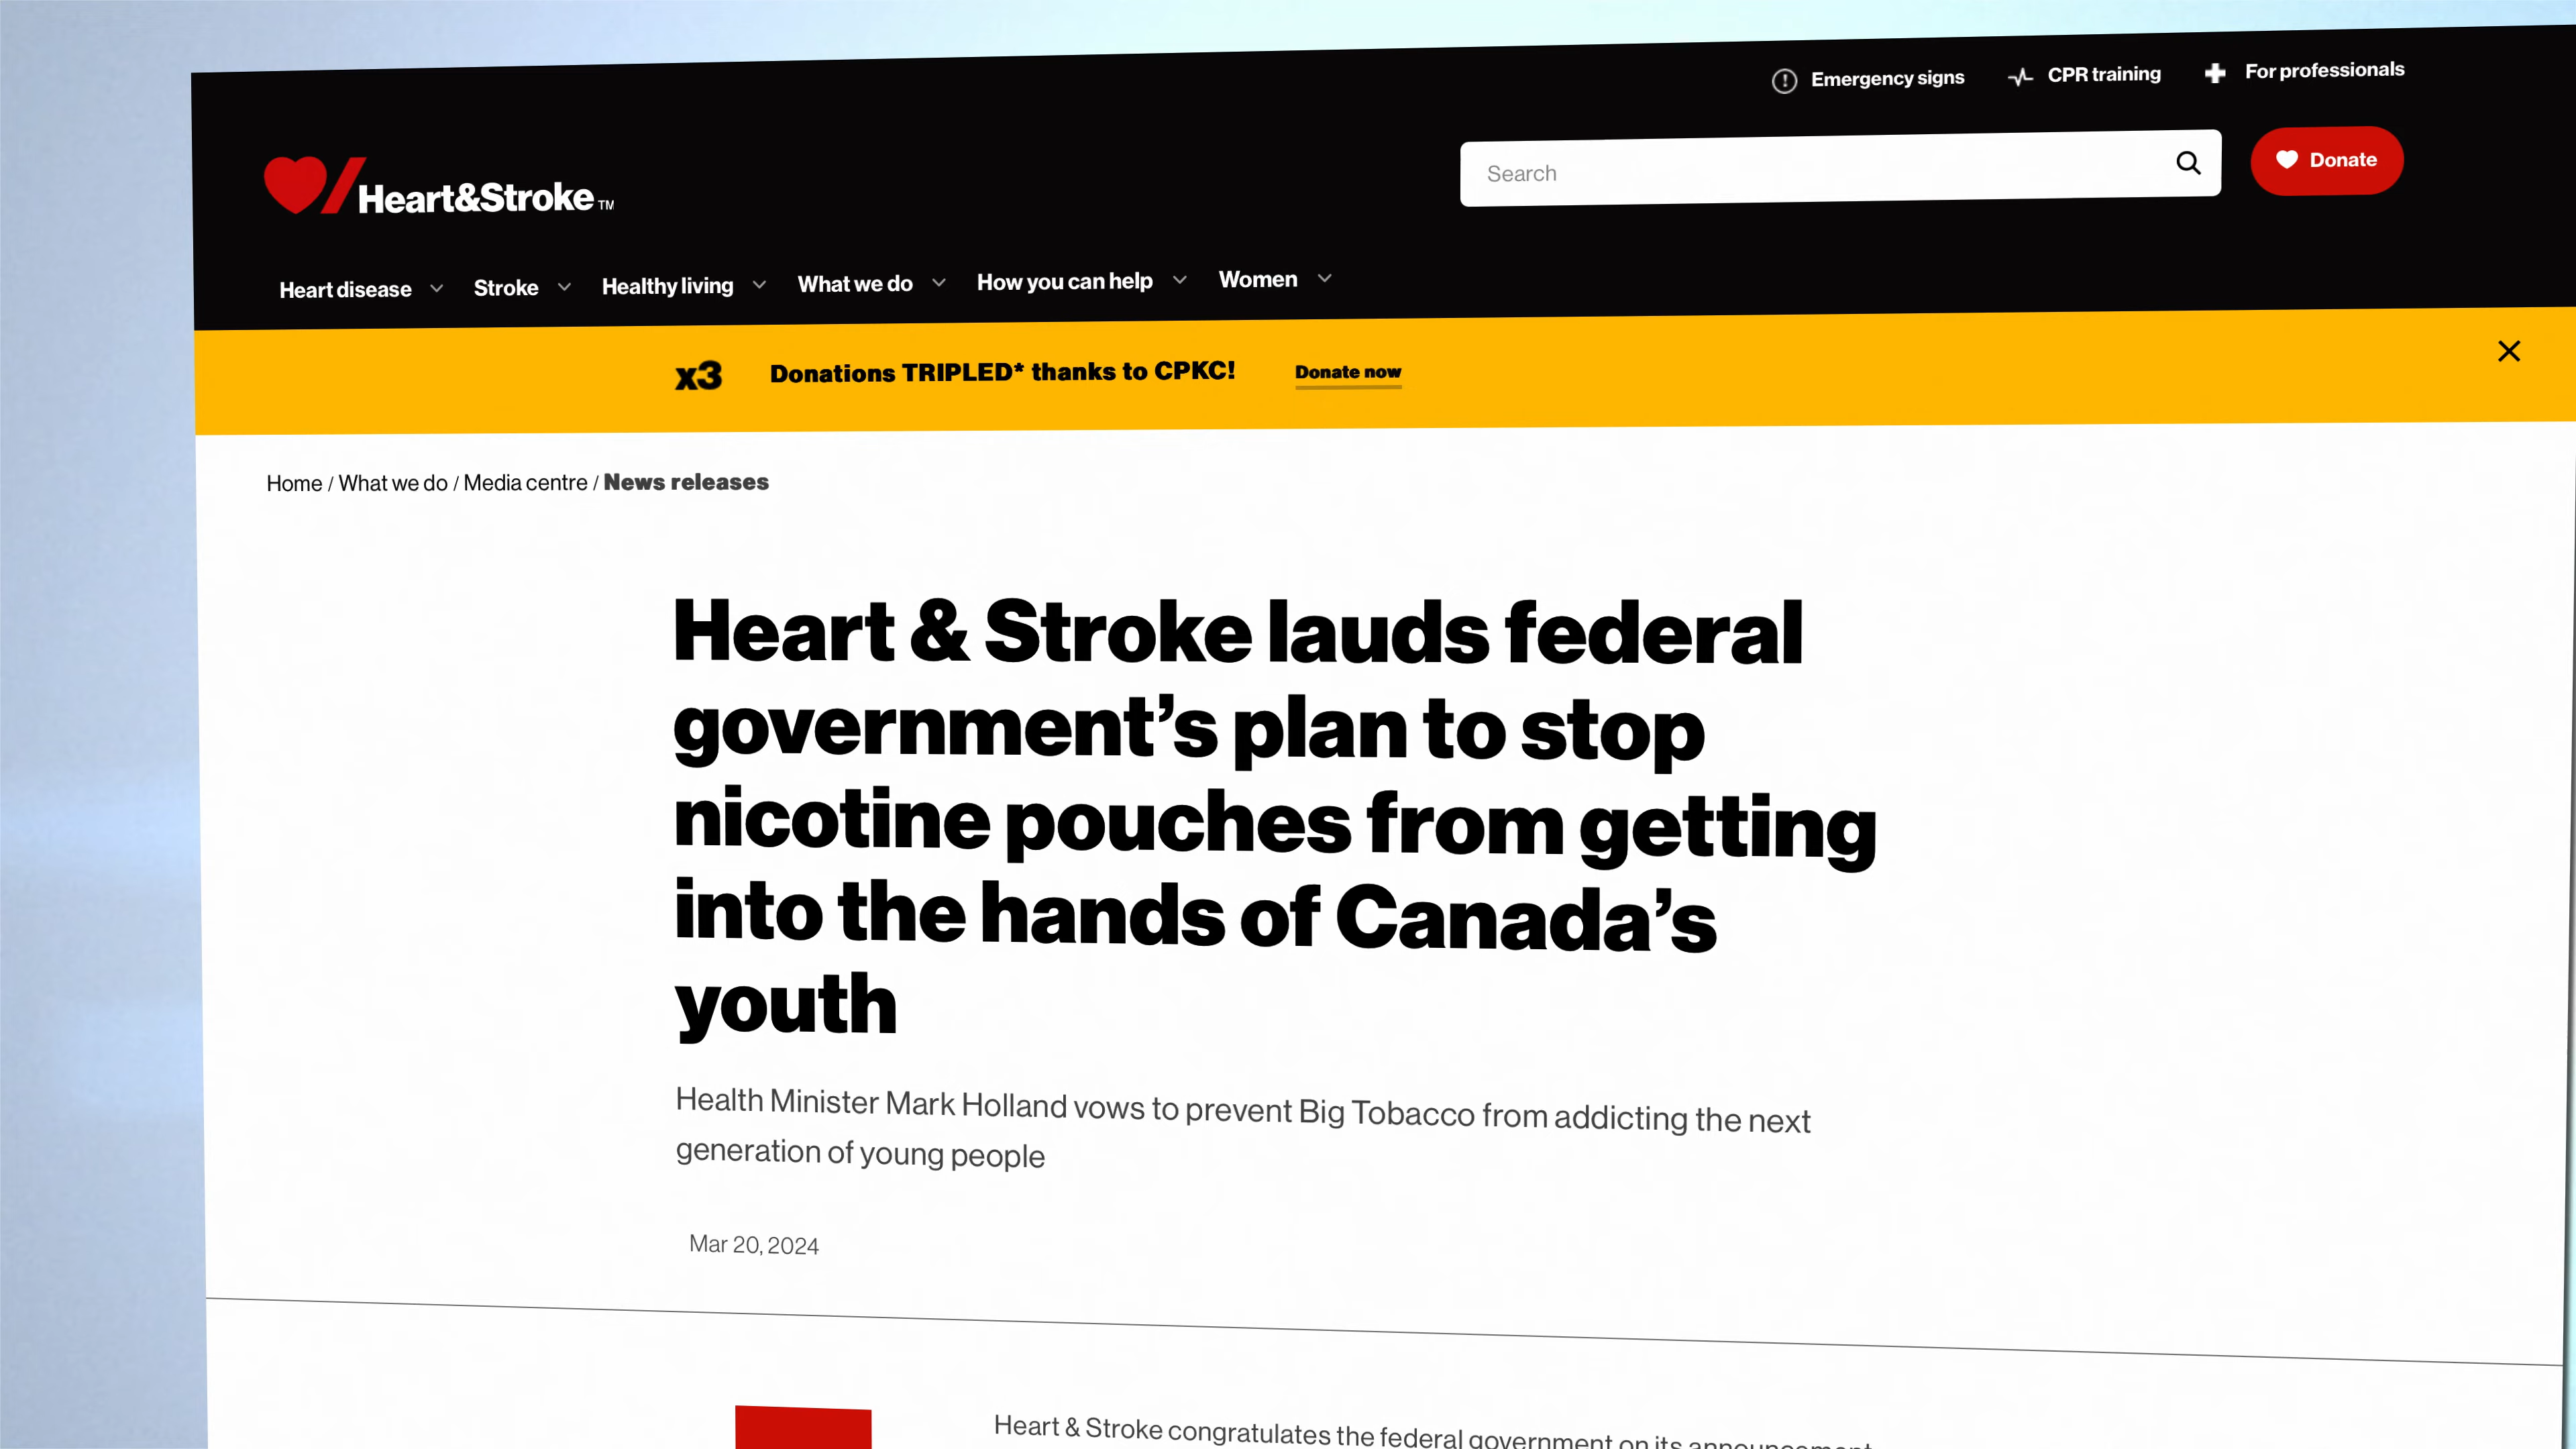 Emergency signs CPR training For professionals
Heart&Stroke™
Search
Donate
Heart disease Stroke Healthy living What we do How you can help Women
x3 Donations TRIPLED* thanks to CPKC! Donate now
Home / What we do / Media centre / News releases
Heart & Stroke lauds federal
government’s plan to stop
nicotine pouches from getting
into the hands of Canada’s
youth
Health Minister Mark Holland vows to prevent Big Tobacco from addicting the next
generation of young people
Mar 20, 2024
Heart & Stroke congratulates the federal government on its announcement